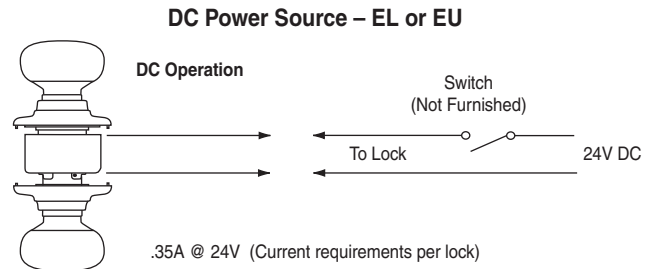 DC Power Source – EL or EU
DC Operation
Switch
(Not Furnished)
To Lock
24V DC
.35A @ 24V (Current requirements per lock)